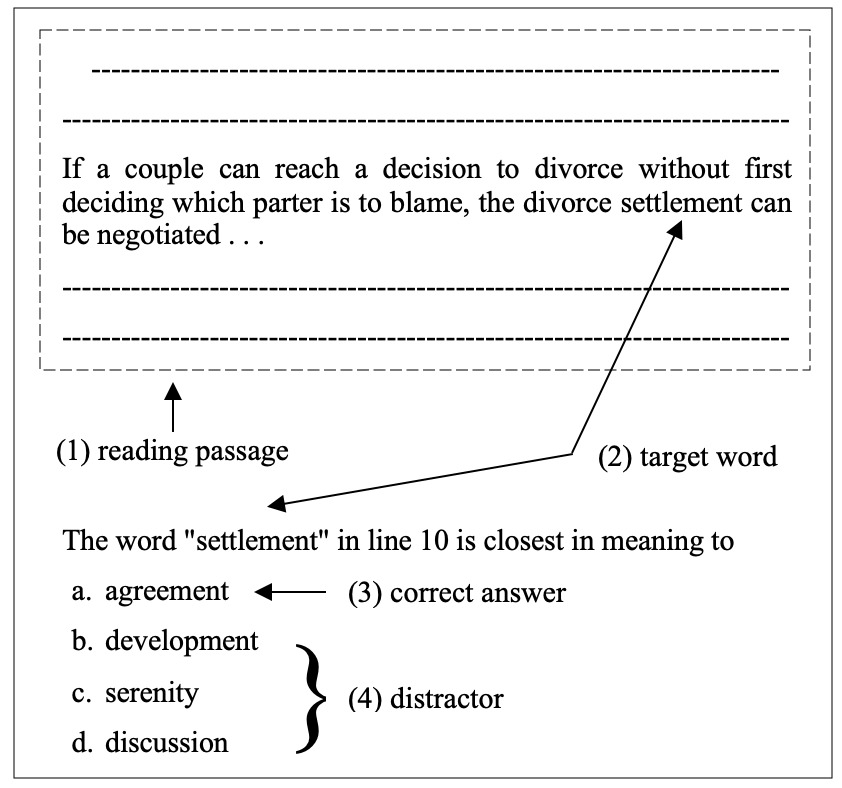 If a couple can reach a decision to divorce without first
deciding which parter is to blame, the divorce settlement can
be negotiated . . .
(1) reading passage
(2) target word
The word "settlement" in line 10 is closest in meaning to
a. agreement
(3) correct answer
b. development
c. serenity
(4) distractor
d. discussion